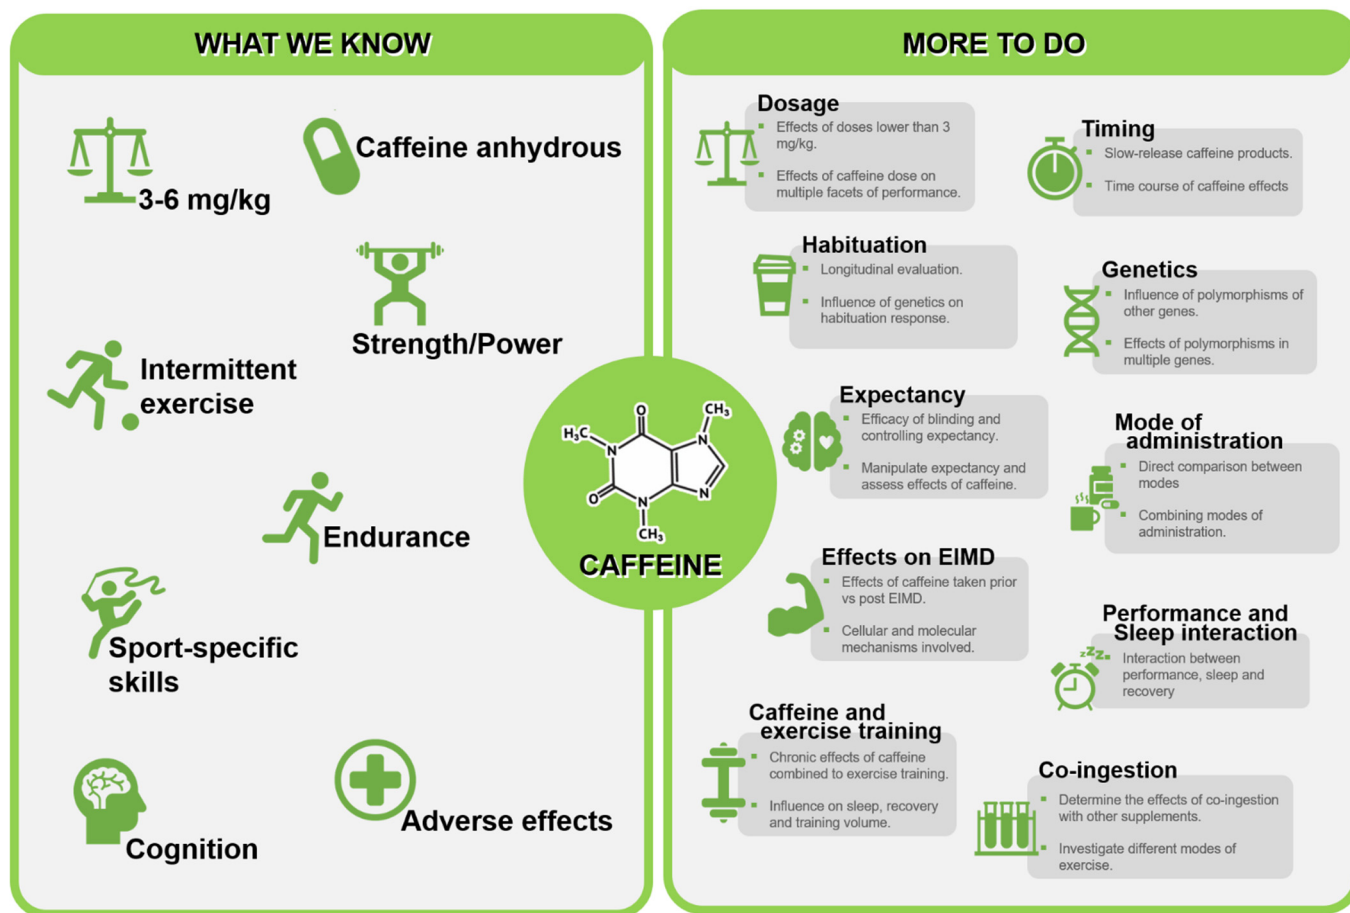 WHAT WE KNOW
3-6 mg/kg
Caffeine anhydrous
Strength/Power
Intermittent
exercise
Endurance
Sport-specific
skills
Cognition
Adverse effects
O
CH₃
H₃C
N
N
O
N
N
CH₃
CAFFEINE
MORE TO DO
Dosage
▪ Effects of doses lower than 3
mg/kg.
▪ Effects of caffeine dose on
multiple facets of performance.
Timing
▪ Slow-release caffeine products.
▪ Time course of caffeine effects
Habituation
▪ Longitudinal evaluation.
▪ Influence of genetics on
habituation response.
Genetics
▪ Influence of polymorphisms of
other genes.
▪ Effects of polymorphisms in
multiple genes.
Expectancy
▪ Efficacy of blinding and
controlling expectancy.
▪ Manipulate expectancy and
assess effects of caffeine.
Mode of
administration
▪ Direct comparison between
modes
▪ Combining modes of
administration.
Effects on EIMD
▪ Effects of caffeine taken prior
vs post EIMD.
▪ Cellular and molecular
mechanisms involved.
Performance and
Sleep interaction
zzZz
▪ Interaction between
performance, sleep and
recovery
Caffeine and
exercise training
▪ Chronic effects of caffeine
combined to exercise training.
▪ Influence on sleep, recovery
and training volume.
Co-ingestion
▪ Determine the effects of co-ingestion
with other supplements.
▪ Investigate different modes of
exercise.